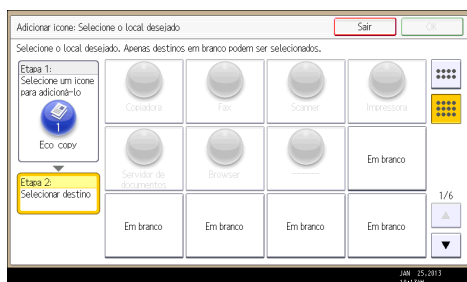 Adicionar ícone: Selecione o local desejado
Sair
OK
Selecione o local desejado. Apenas destinos em branco podem ser selecionados.
Etapa 1:
Selecione um ícone
para adicioná-lo
1
Eco copy
Etapa 2:
Selecionar destino
Copiadora
Fax
Scanner
Impressora
Servidor de
documentos
Browser
----------
Em branco
Em branco
Em branco
Em branco
Em branco
1/6
JAN 25,2013